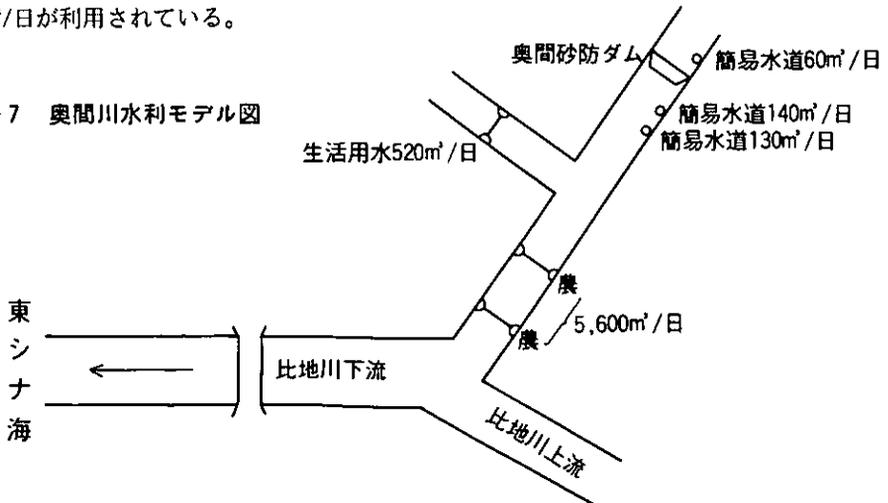 /日が利用されている。
7 奥間川水利モデル図
奥間砂防ダム
簡易水道60㎥/日
簡易水道140㎥/日
簡易水道130㎥/日
生活用水520㎥/日
農
農
5,600㎥/日
東シナ海
比地川下流
比地川上流